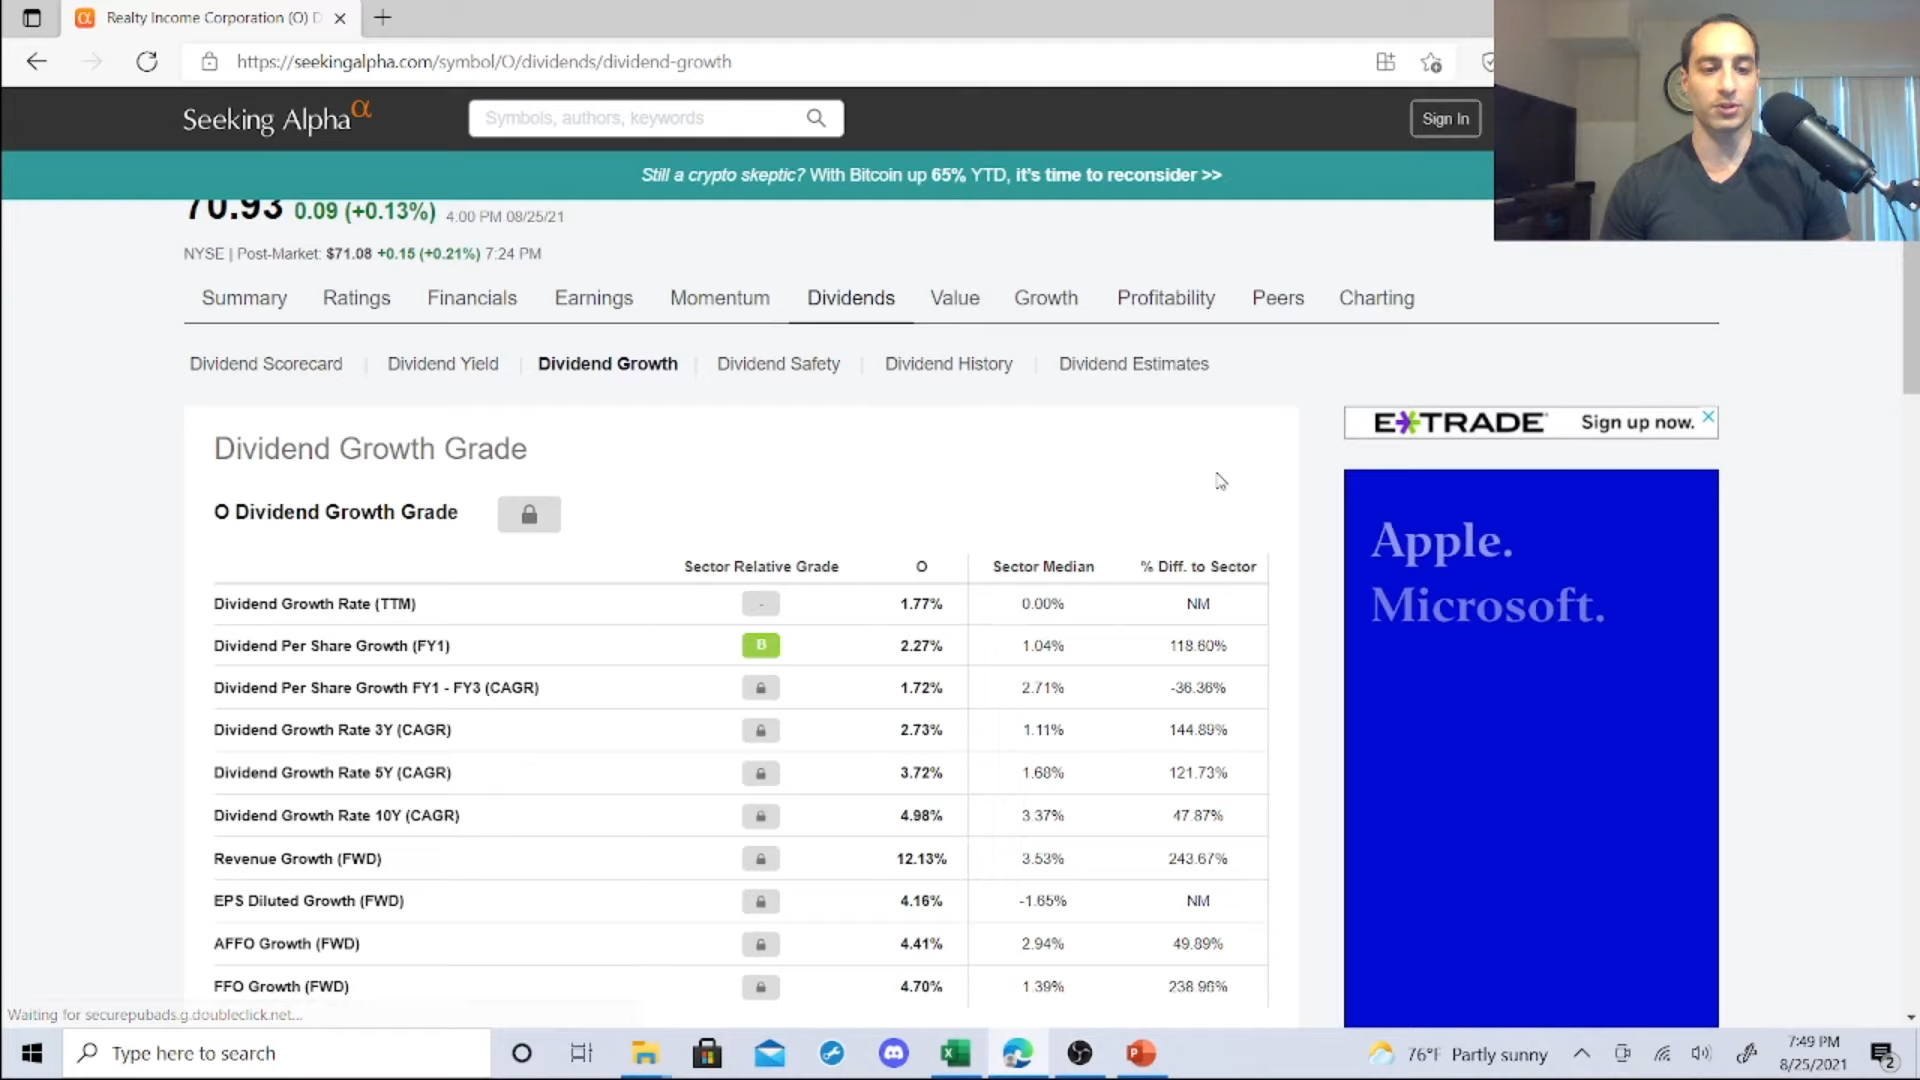 Realty Income Corporation (O) D
https://seekingalpha.com/symbol/O/dividends/dividend-growth
Seeking Alpha α
Symbols, authors, keywords
Sign In
Still a crypto skeptic? With Bitcoin up 65% YTD, it's time to reconsider >>
70.93 0.09 (+0.13%) 4:00 PM 08/25/21
NYSE | Post-Market: $71.08 +0.15 (+0.21%) 7:24 PM
Summary Ratings Financials Earnings Momentum Dividends Value Growth Profitability Peers Charting
Dividend Scorecard | Dividend Yield | Dividend Growth | Dividend Safety | Dividend History | Dividend Estimates
Dividend Growth Grade
O Dividend Growth Grade
Sector Relative Grade O Sector Median % Diff. to Sector
Dividend Growth Rate (TTM) - 1.77% 0.00% NM
Dividend Per Share Growth (FY1) B 2.27% 1.04% 118.60%
Dividend Per Share Growth FY1 - FY3 (CAGR) 1.72% 2.71% -36.36%
Dividend Growth Rate 3Y (CAGR) 2.73% 1.11% 144.89%
Dividend Growth Rate 5Y (CAGR) 3.72% 1.68% 121.73%
Dividend Growth Rate 10Y (CAGR) 4.98% 3.37% 47.87%
Revenue Growth (FWD) 12.13% 3.53% 243.67%
EPS Diluted Growth (FWD) 4.16% -1.65% NM
AFFO Growth (FWD) 4.41% 2.94% 49.89%
FFO Growth (FWD) 4.70% 1.39% 238.96%
E*TRADE Sign up now.
Apple.
Microsoft.
Waiting for securepubads.g.doubleclick.net...
Type here to search
76°F Partly sunny
7:49 PM
8/25/2021
2